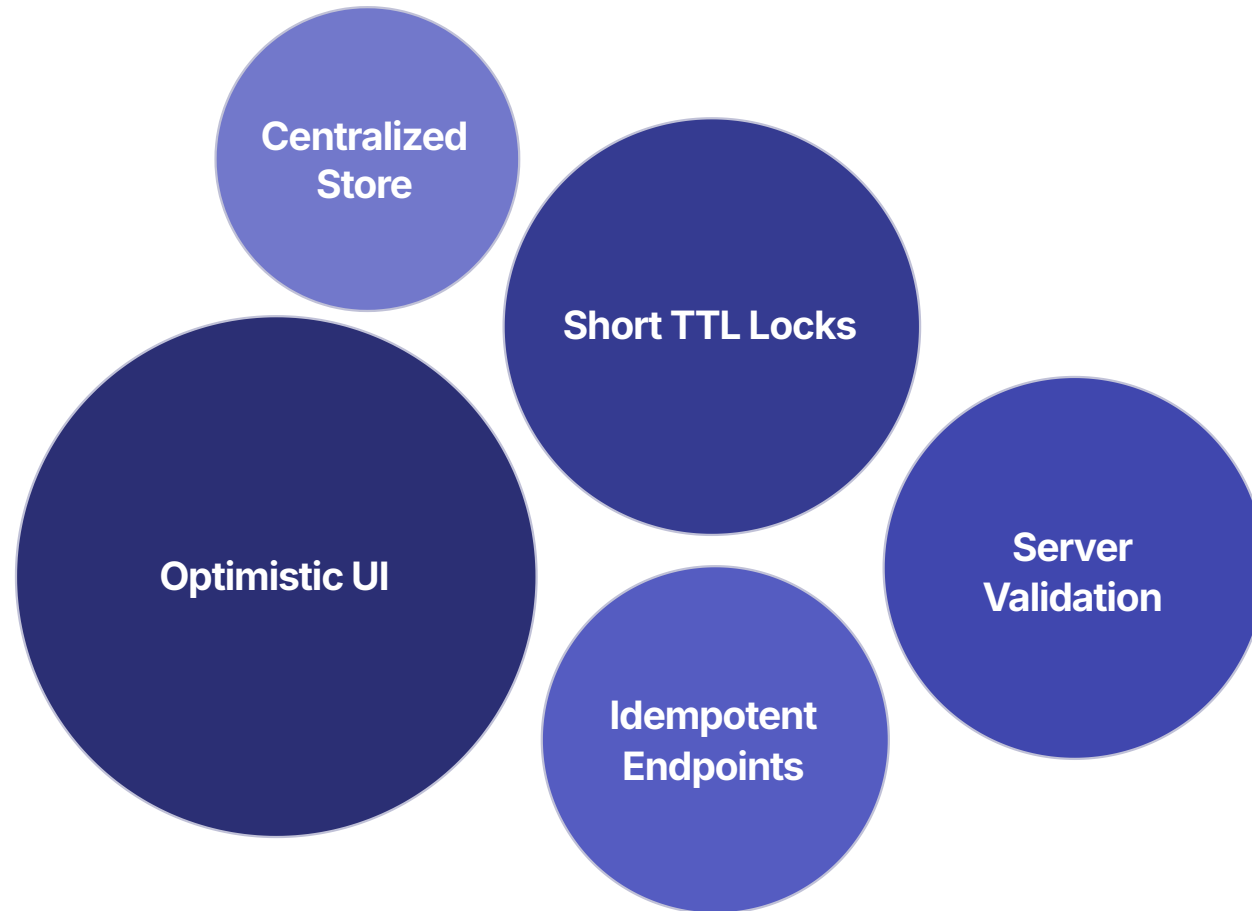 Centralized
Store
Short TTL Locks
Optimistic UI
Server
Validation
Idempotent
Endpoints